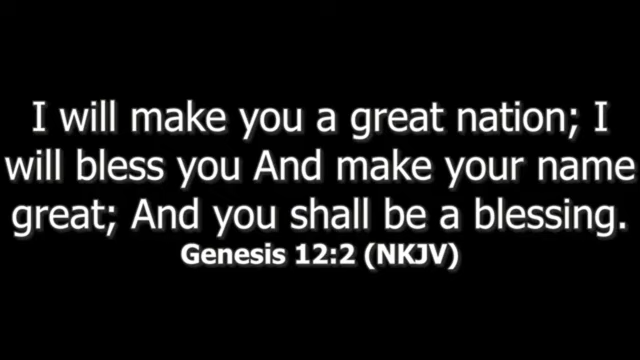 I will make you a great nation; I
will bless you And make your name
great; And you shall be a blessing.
Genesis 12:2 (NKJV)